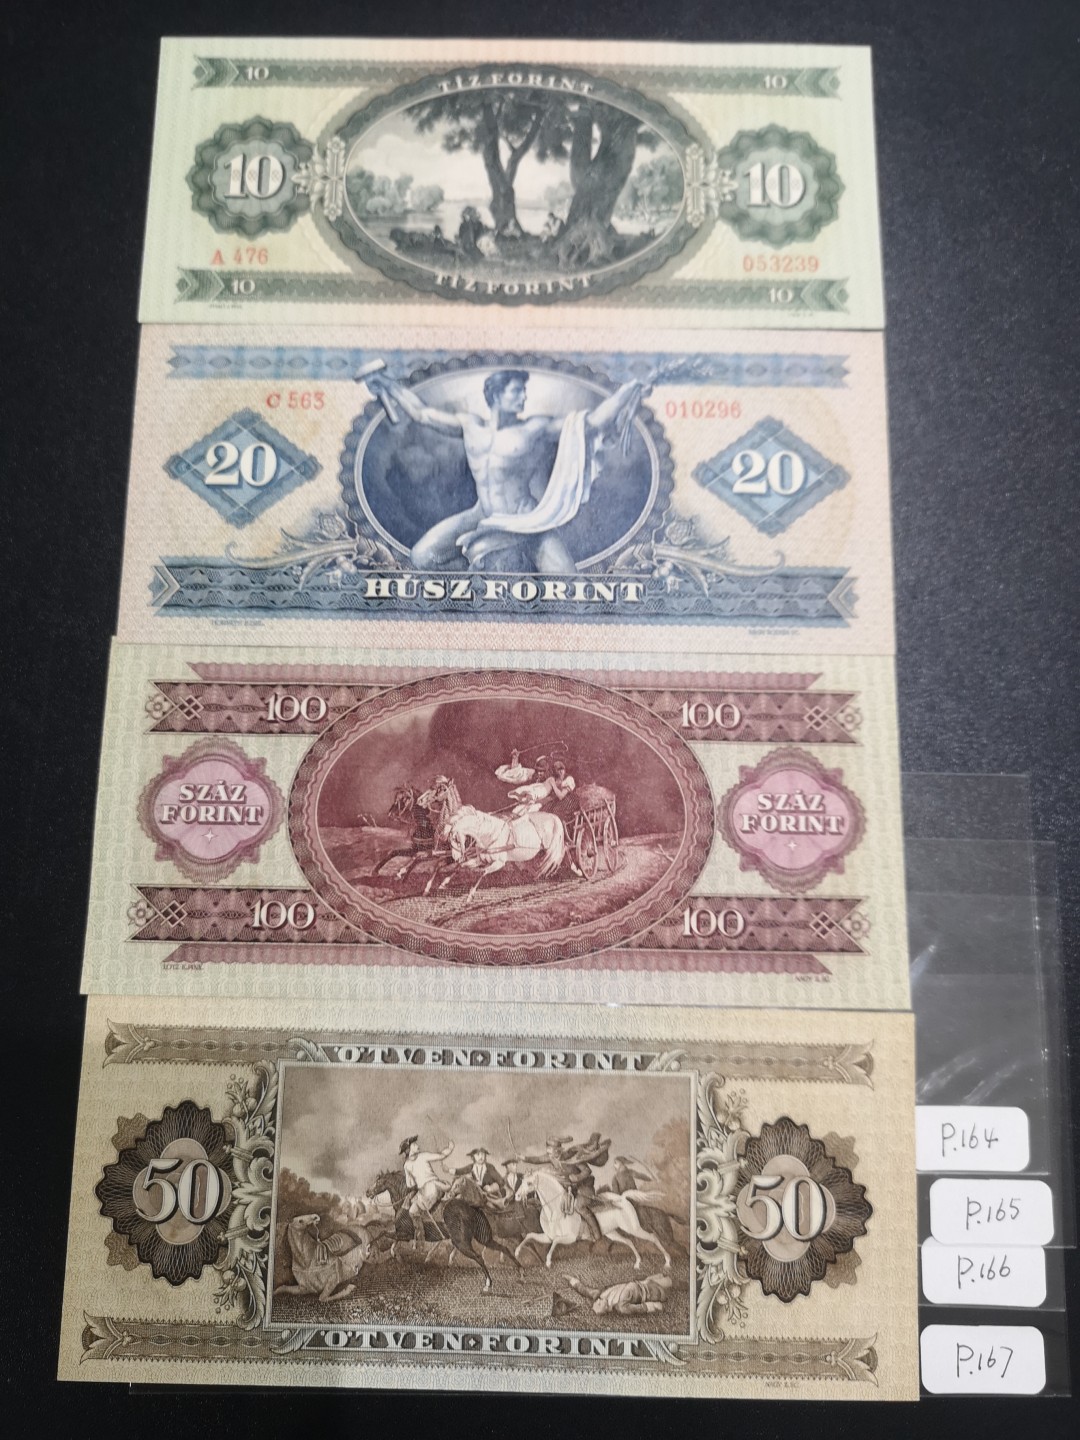 10 10
TÍZ FORINT
10 10
A 476 053239
TÍZ FORINT
10 10
C 563 010296
20 20
HÚSZ FORINT
100 100
SZÁZ FORINT
SZÁZ FORINT
100 100
ÖTVEN·FORINT
50 50
ÖTVEN·FORINT
P.164
P.165
P.166
P.167